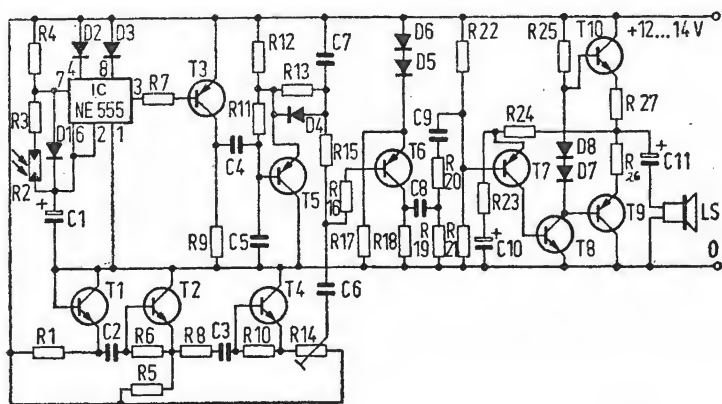 D6
T10
R4
D2
D3
R12
C7
R22
R25
+12...14 V
T3
D5
4
8
R13
7
IC
3
R7
R27
NE 555
R11
C9
R24
R3
D1
6
2
1
D4
R15
T6
D8
C4
R
20
T7
D7
R
26
C11
R2
T5
R
16
C8
R23
T9
LS
+
C1
R9
C5
R17
R18
R
19
R
21
+
C10
T8
0
T1
T2
T4
C6
R1
C2
R6
R8
C3
R10
R14
R5